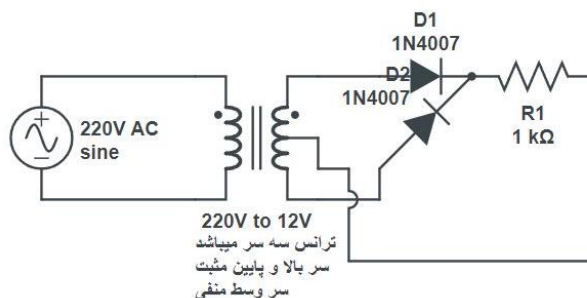 D1
1N4007
D2
1N4007
R1
1 kΩ
+
220V AC
sine
−
220V to 12V
ترانس سه سر میباشد
سر بالا و پایین مثبت
سر وسط منفی